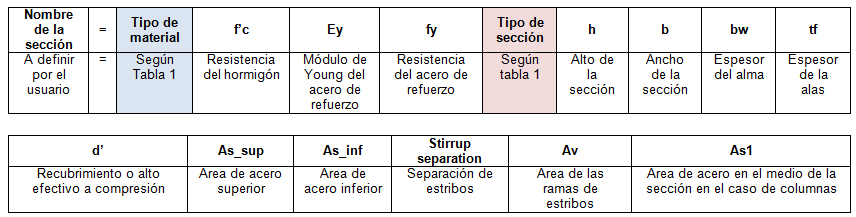 Nombre de la sección = Tipo de material f'c Ey fy Tipo de sección h b bw tf
A definir por el usuario = Según Tabla 1 Resistencia del hormigón Módulo de Young del acero de refuerzo Resistencia del acero de refuerzo Según tabla 1 Alto de la sección Ancho de la sección Espesor del alma Espesor de la alas
d' As_sup As_inf Stirrup separation Av As1
Recubrimiento o alto efectivo a compresión Area de acero superior Area de acero inferior Separación de estribos Area de las ramas de estribos Area de acero en el medio de la sección en el caso de columnas